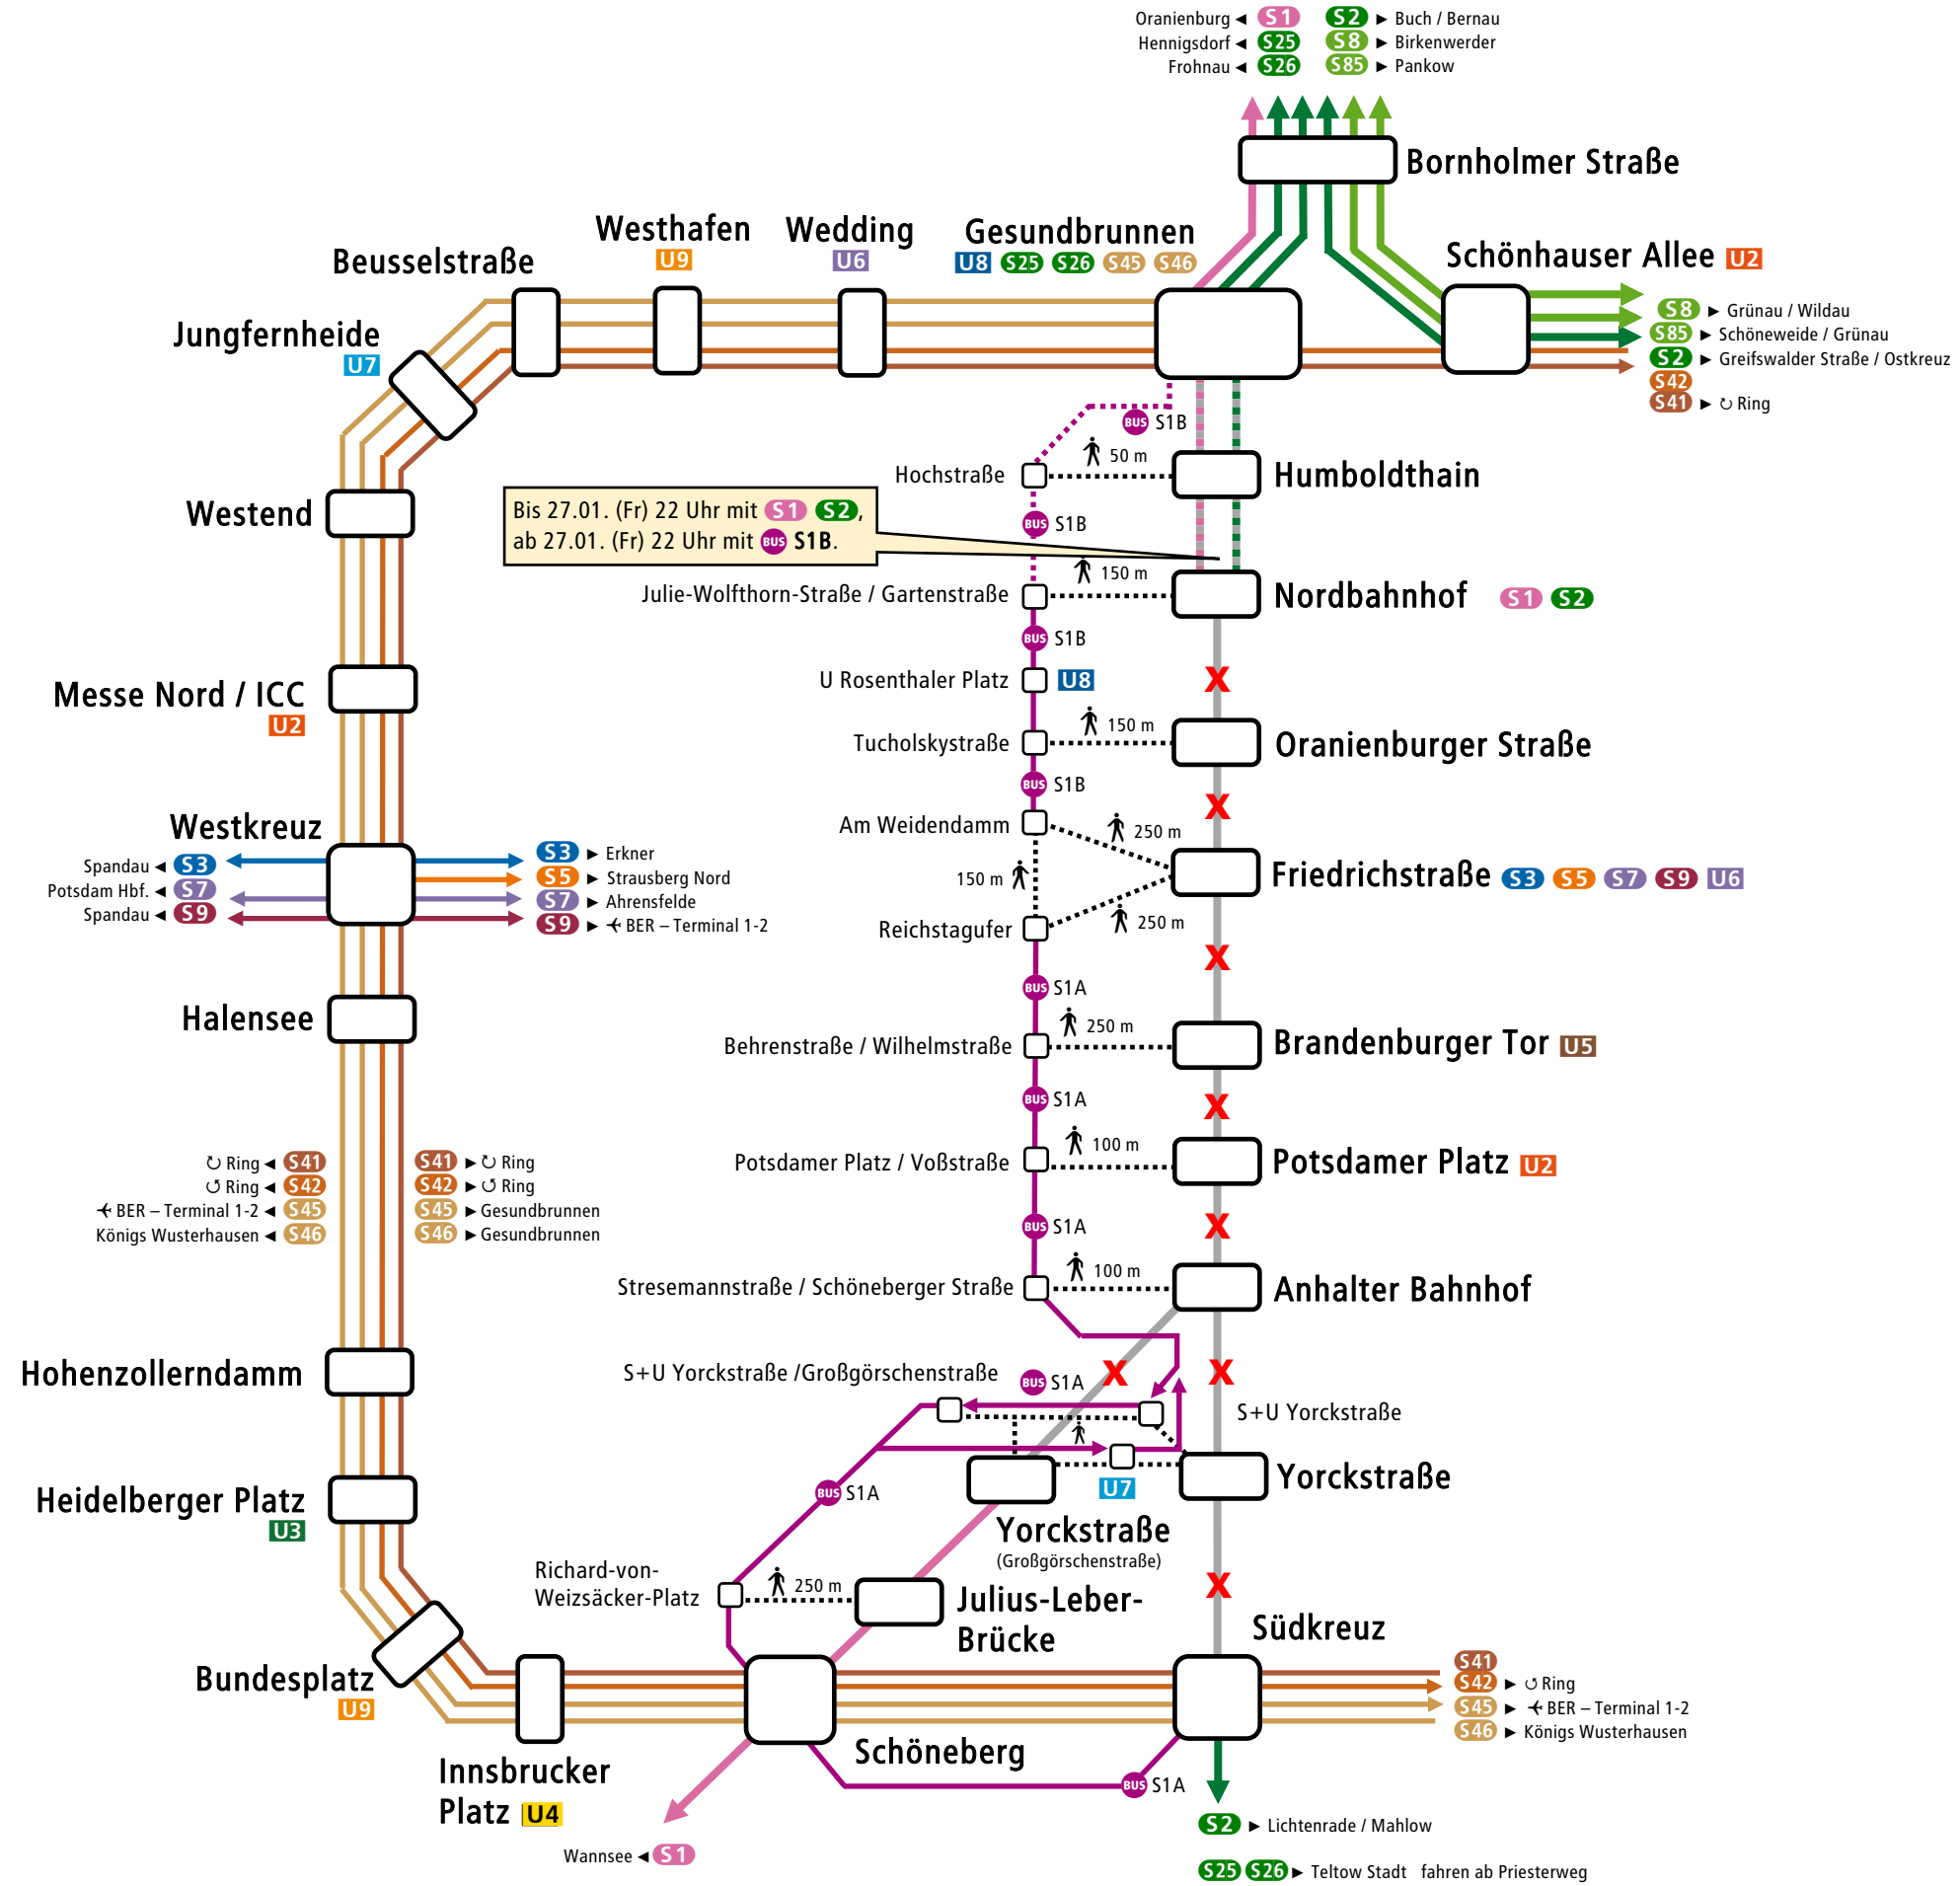 Oranienburg ◄ S1 S2 ► Buch / Bernau
Hennigsdorf ◄ S25 S8 ► Birkenwerder
Frohnau ◄ S26 S85 ► Pankow
Bornholmer Straße
Westhafen
U9
Wedding
U6
Gesundbrunnen
U8 S25 S26 S45 S46
Beusselstraße
Schönhauser Allee U2
S8 ► Grünau / Wildau
S85 ► Schöneweide / Grünau
S2 ► Greifswalder Straße / Ostkreuz
S42
S41 ► ↻ Ring
Jungfernheide
U7
BUS S1B
Hochstraße
50 m
Humboldthain
Westend
Bis 27.01. (Fr) 22 Uhr mit S1 S2,
ab 27.01. (Fr) 22 Uhr mit BUS S1B.
BUS S1B
150 m
Julie-Wolfthorn-Straße / Gartenstraße
Nordbahnhof S1 S2
BUS S1B
U Rosenthaler Platz U8
X
Messe Nord / ICC
U2
Tucholskystraße
150 m
Oranienburger Straße
BUS S1B
X
Westkreuz
Spandau ◄ S3
Potsdam Hbf. ◄ S7
Spandau ◄ S9
S3 ► Erkner
S5 ► Strausberg Nord
S7 ► Ahrensfelde
S9 ► BER – Terminal 1-2
Am Weidendamm
250 m
150 m
Friedrichstraße S3 S5 S7 S9 U6
Reichstagufer
250 m
X
BUS S1A
Halensee
Behrenstraße / Wilhelmstraße
250 m
Brandenburger Tor U5
BUS S1A
X
↻ Ring ◄ S41
↺ Ring ◄ S42
BER – Terminal 1-2 ◄ S45
Königs Wusterhausen ◄ S46
S41 ► ↻ Ring
S42 ► ↺ Ring
S45 ► Gesundbrunnen
S46 ► Gesundbrunnen
Potsdamer Platz / Voßstraße
100 m
Potsdamer Platz U2
BUS S1A
X
Stresemannstraße / Schöneberger Straße
100 m
Anhalter Bahnhof
Hohenzollerndamm
S+U Yorckstraße /Großgörschenstraße
BUS S1A
X
X
S+U Yorckstraße
Heidelberger Platz
U3
BUS S1A
U7
Yorckstraße
Yorckstraße
(Großgörschenstraße)
Richard-von-
Weizsäcker-Platz
250 m
Julius-Leber-
Brücke
X
Südkreuz
Bundesplatz
U9
S41
S42 ► ↺ Ring
S45 ► BER – Terminal 1-2
S46 ► Königs Wusterhausen
Innsbrucker
Platz U4
Schöneberg
BUS S1A
Wannsee ◄ S1
S2 ► Lichtenrade / Mahlow
S25 S26 ► Teltow Stadt fahren ab Priesterweg